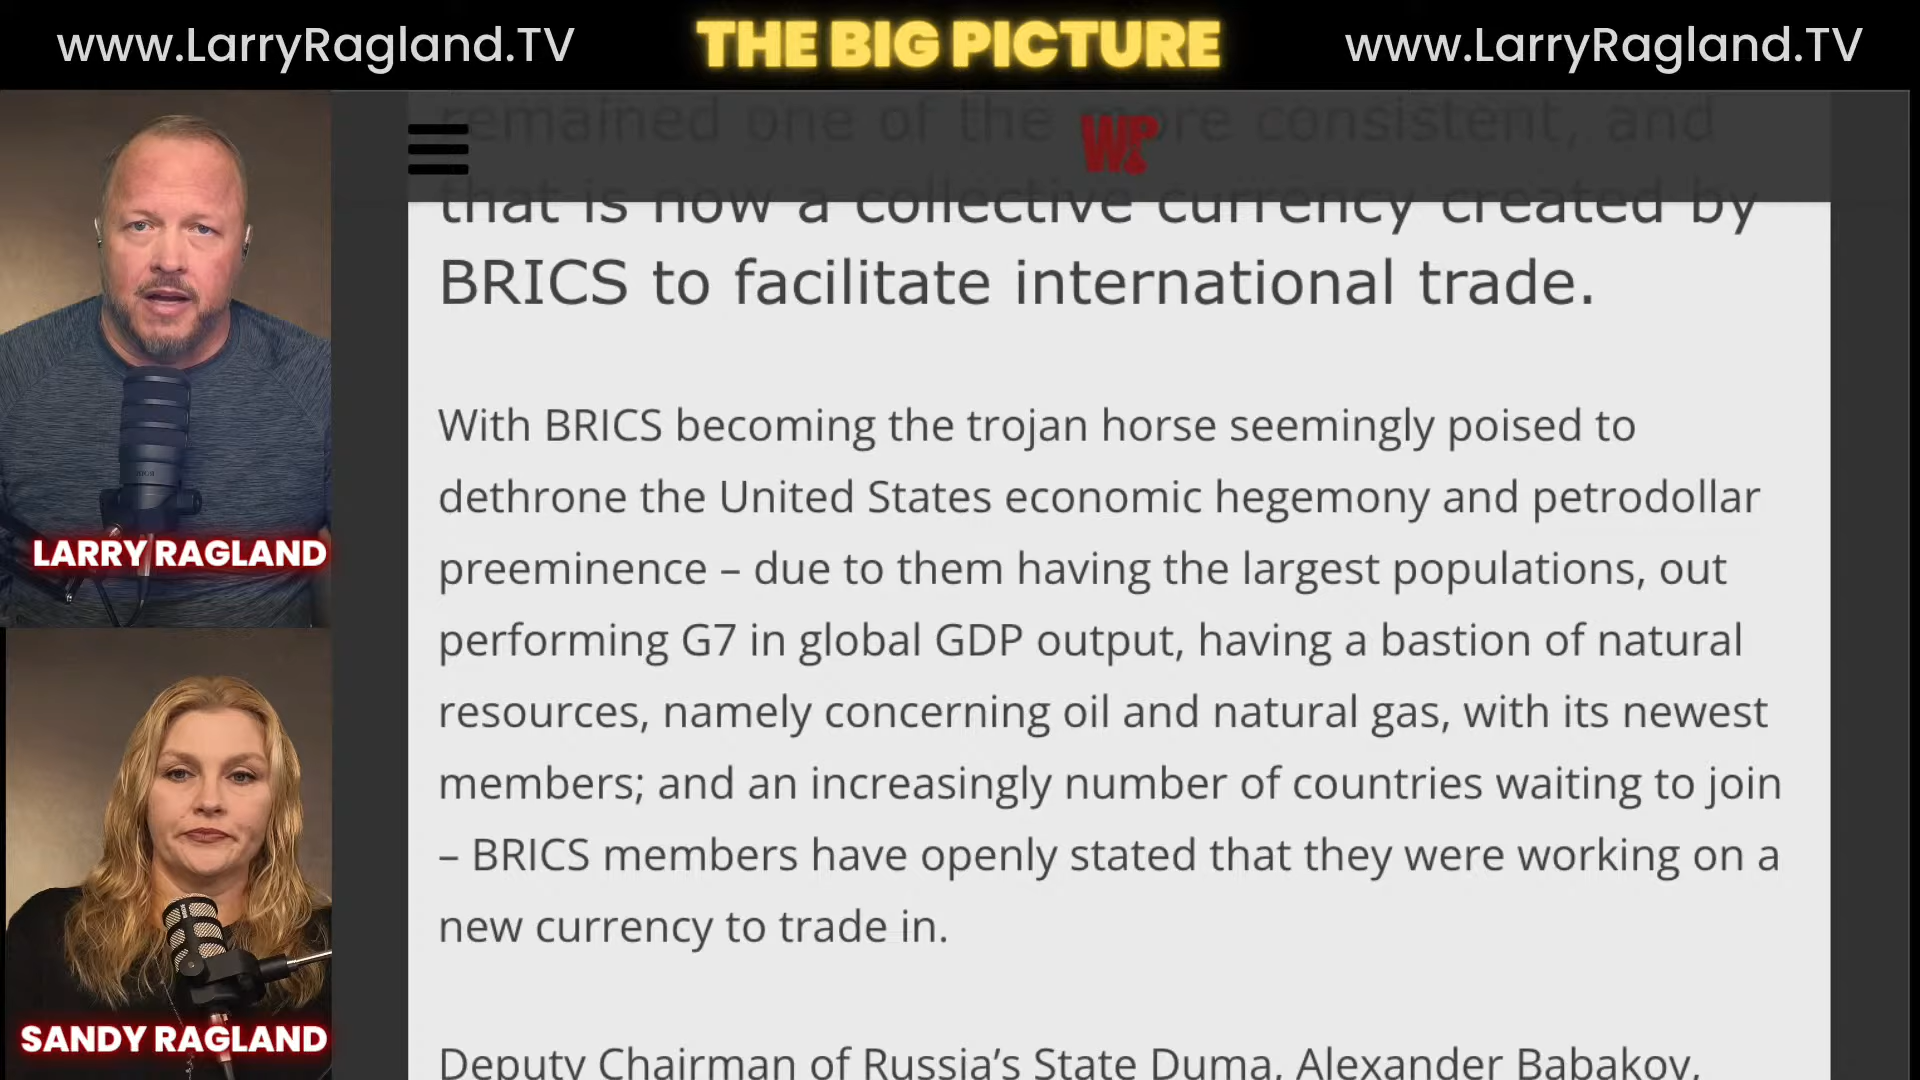 www.LarryRagland.TV
THE BIG PICTURE
www.LarryRagland.TV
remained one of the more consistent, and
WP
that is now a collective currency created by
BRICS to facilitate international trade.
With BRICS becoming the trojan horse seemingly poised to
dethrone the United States economic hegemony and petrodollar
preeminence – due to them having the largest populations, out
performing G7 in global GDP output, having a bastion of natural
resources, namely concerning oil and natural gas, with its newest
members; and an increasingly number of countries waiting to join
– BRICS members have openly stated that they were working on a
new currency to trade in.
Deputy Chairman of Russia’s State Duma, Alexander Babakov,
LARRY RAGLAND
SANDY RAGLAND